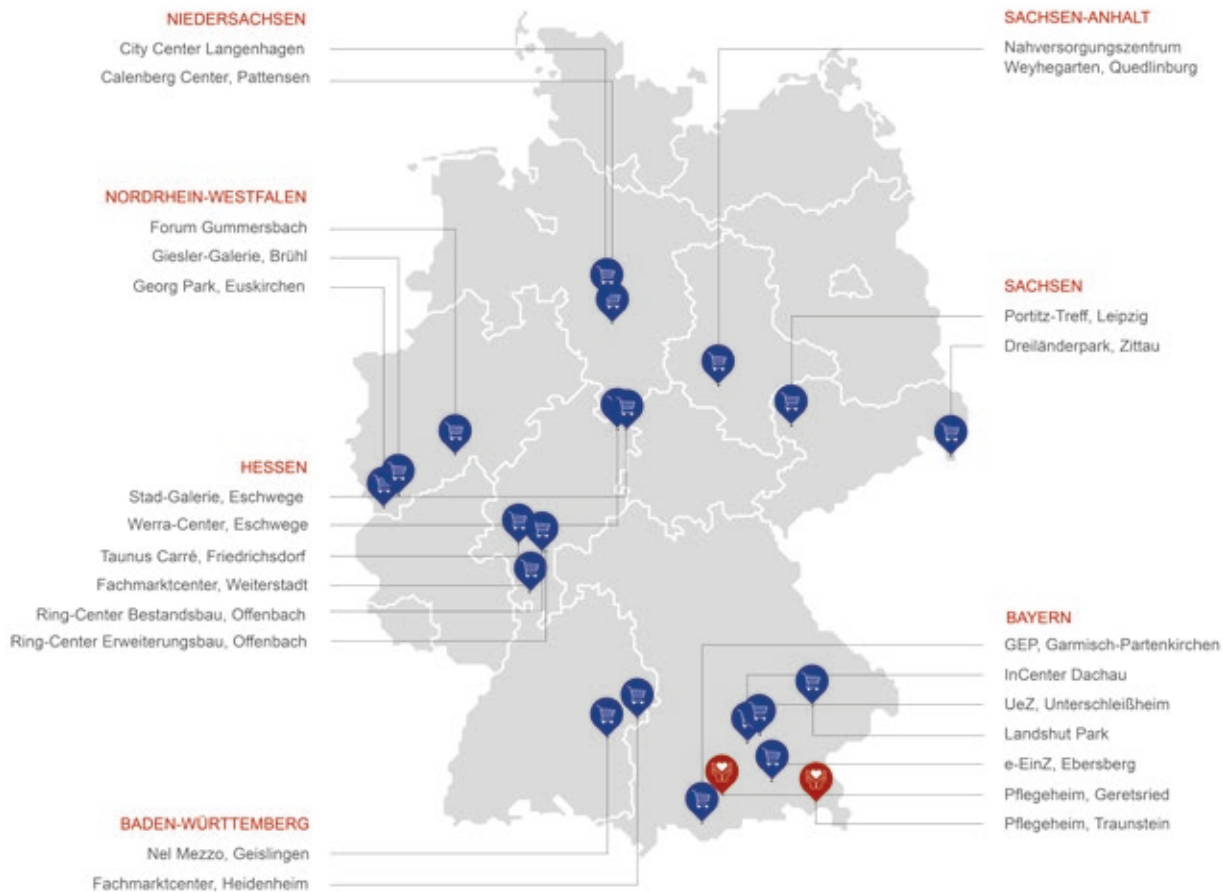 NIEDERSACHSEN
City Center Langenhagen
Calenberg Center, Pattensen
NORDRHEIN-WESTFALEN
Forum Gummersbach
Giesler-Galerie, Brühl
Georg Park, Euskirchen
HESSEN
Stad-Galerie, Eschwege
Werra-Center, Eschwege
Taunus Carré, Friedrichsdorf
Fachmarktcenter, Weiterstadt
Ring-Center Bestandsbau, Offenbach
Ring-Center Erweiterungsbau, Offenbach
BADEN-WÜRTTEMBERG
Nel Mezzo, Geislingen
Fachmarktcenter, Heidenheim
SACHSEN-ANHALT
Nahversorgungszentrum
Weyhegarten, Quedlinburg
SACHSEN
Portitz-Treff, Leipzig
Dreiländerpark, Zittau
BAYERN
GEP, Garmisch-Partenkirchen
InCenter Dachau
UeZ, Unterschleißheim
Landshut Park
e-EinZ, Ebersberg
Pflegeheim, Geretsried
Pflegeheim, Traunstein